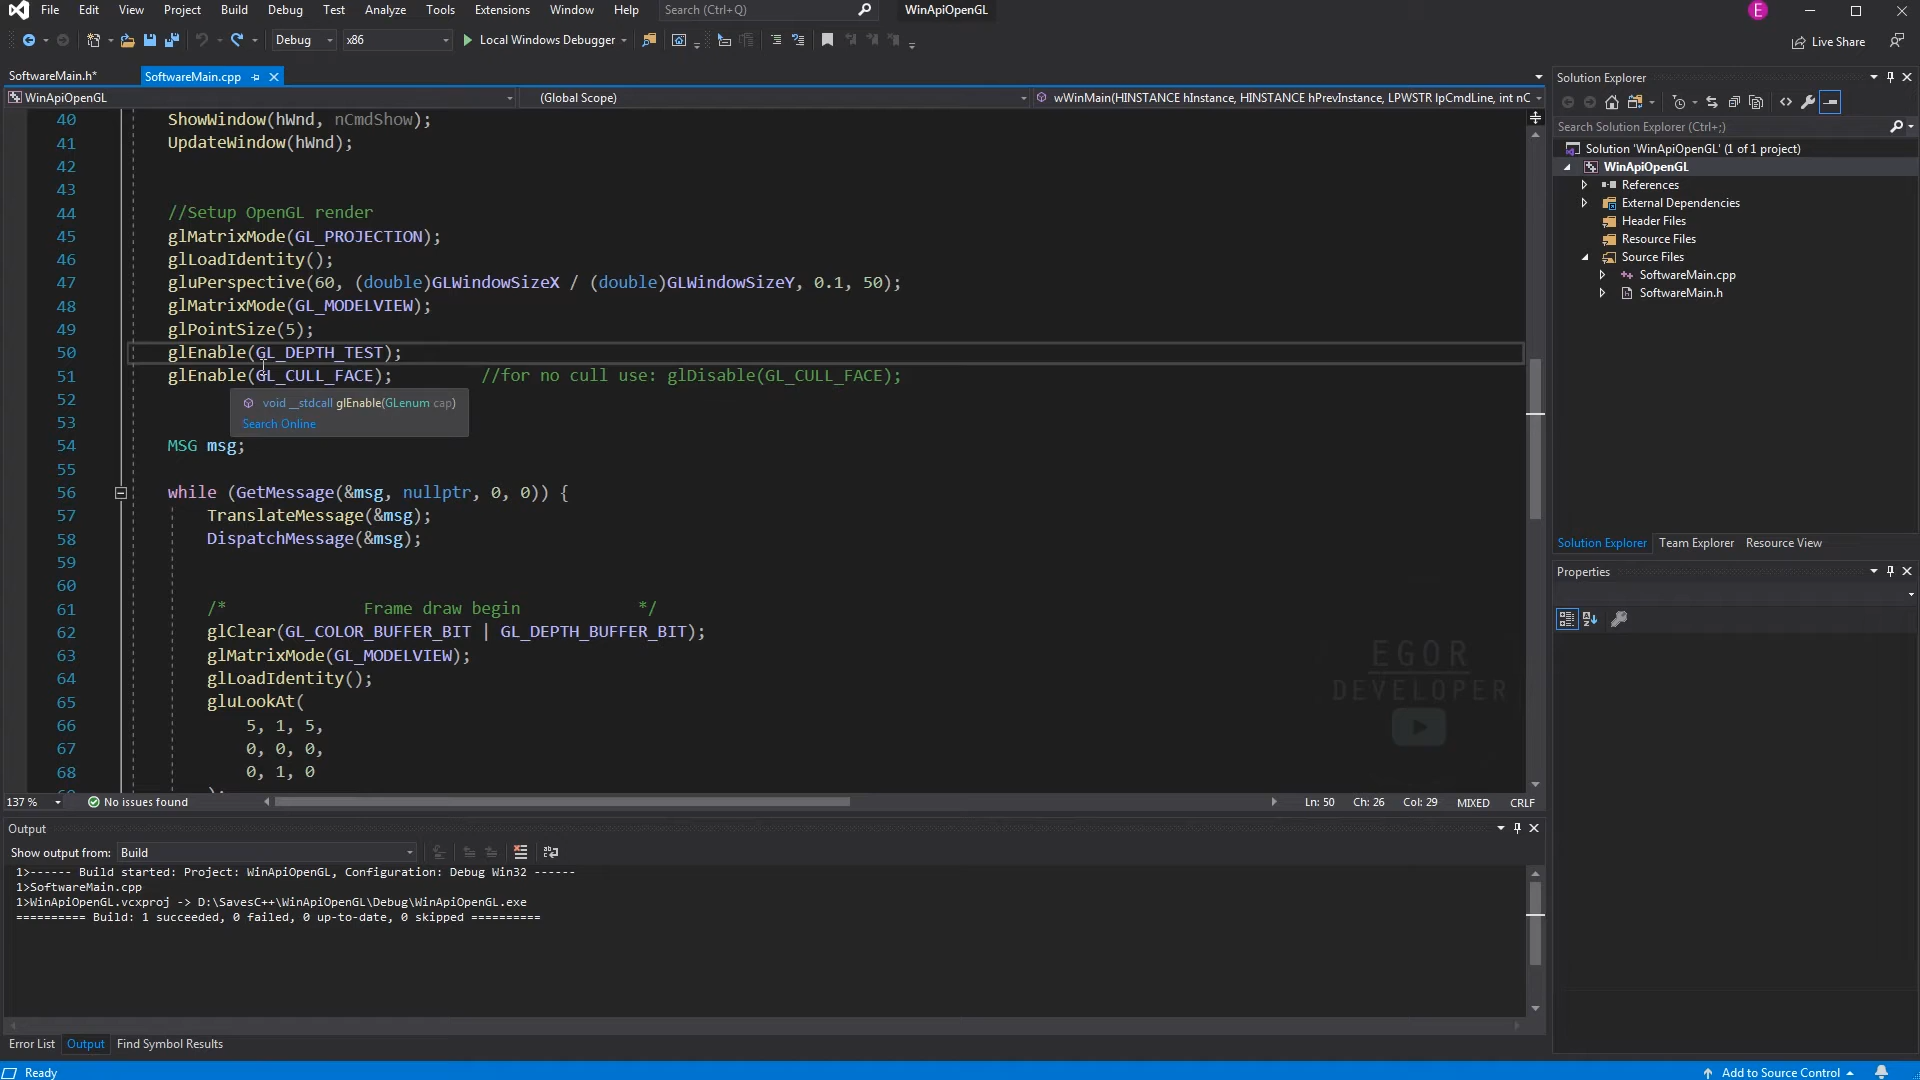 File Edit View Project Build Debug Test Analyze Tools Extensions Window Help Search (Ctrl+Q) WinApiOpenGL E
Debug x86 Local Windows Debugger Live Share
SoftwareMain.h* SoftwareMain.cpp
WinApiOpenGL (Global Scope) wWinMain(HINSTANCE hInstance, HINSTANCE hPrevInstance, LPWSTR lpCmdLine, int nC
40 ShowWindow(hWnd, nCmdShow);
41 UpdateWindow(hWnd);
42
43
44 //Setup OpenGL render
45 glMatrixMode(GL_PROJECTION);
46 glLoadIdentity();
47 gluPerspective(60, (double)GLWindowSizeX / (double)GLWindowSizeY, 0.1, 50);
48 glMatrixMode(GL_MODELVIEW);
49 glPointSize(5);
50 glEnable(GL_DEPTH_TEST);
51 glEnable(GL_CULL_FACE); //for no cull use: glDisable(GL_CULL_FACE);
52
void __stdcall glEnable(GLenum cap)
53
Search Online
54 MSG msg;
55
56 while (GetMessage(&msg, nullptr, 0, 0)) {
57 TranslateMessage(&msg);
58 DispatchMessage(&msg);
59
60
61 /* Frame draw begin */
62 glClear(GL_COLOR_BUFFER_BIT | GL_DEPTH_BUFFER_BIT);
63 glMatrixMode(GL_MODELVIEW);
64 glLoadIdentity();
65 gluLookAt(
66 5, 1, 5,
67 0, 0, 0,
68 0, 1, 0
EGOR
DEVELOPER
137 % No issues found Ln: 50 Ch: 26 Col: 29 MIXED CRLF
Output
Show output from: Build
1>------ Build started: Project: WinApiOpenGL, Configuration: Debug Win32 ------
1>SoftwareMain.cpp
1>WinApiOpenGL.vcxproj -> D:\SavesC++\WinApiOpenGL\Debug\WinApiOpenGL.exe
========== Build: 1 succeeded, 0 failed, 0 up-to-date, 0 skipped ==========
Error List Output Find Symbol Results
Ready Add to Source Control
Solution Explorer
Search Solution Explorer (Ctrl+;)
Solution 'WinApiOpenGL' (1 of 1 project)
WinApiOpenGL
References
External Dependencies
Header Files
Resource Files
Source Files
SoftwareMain.cpp
SoftwareMain.h
Solution Explorer Team Explorer Resource View
Properties